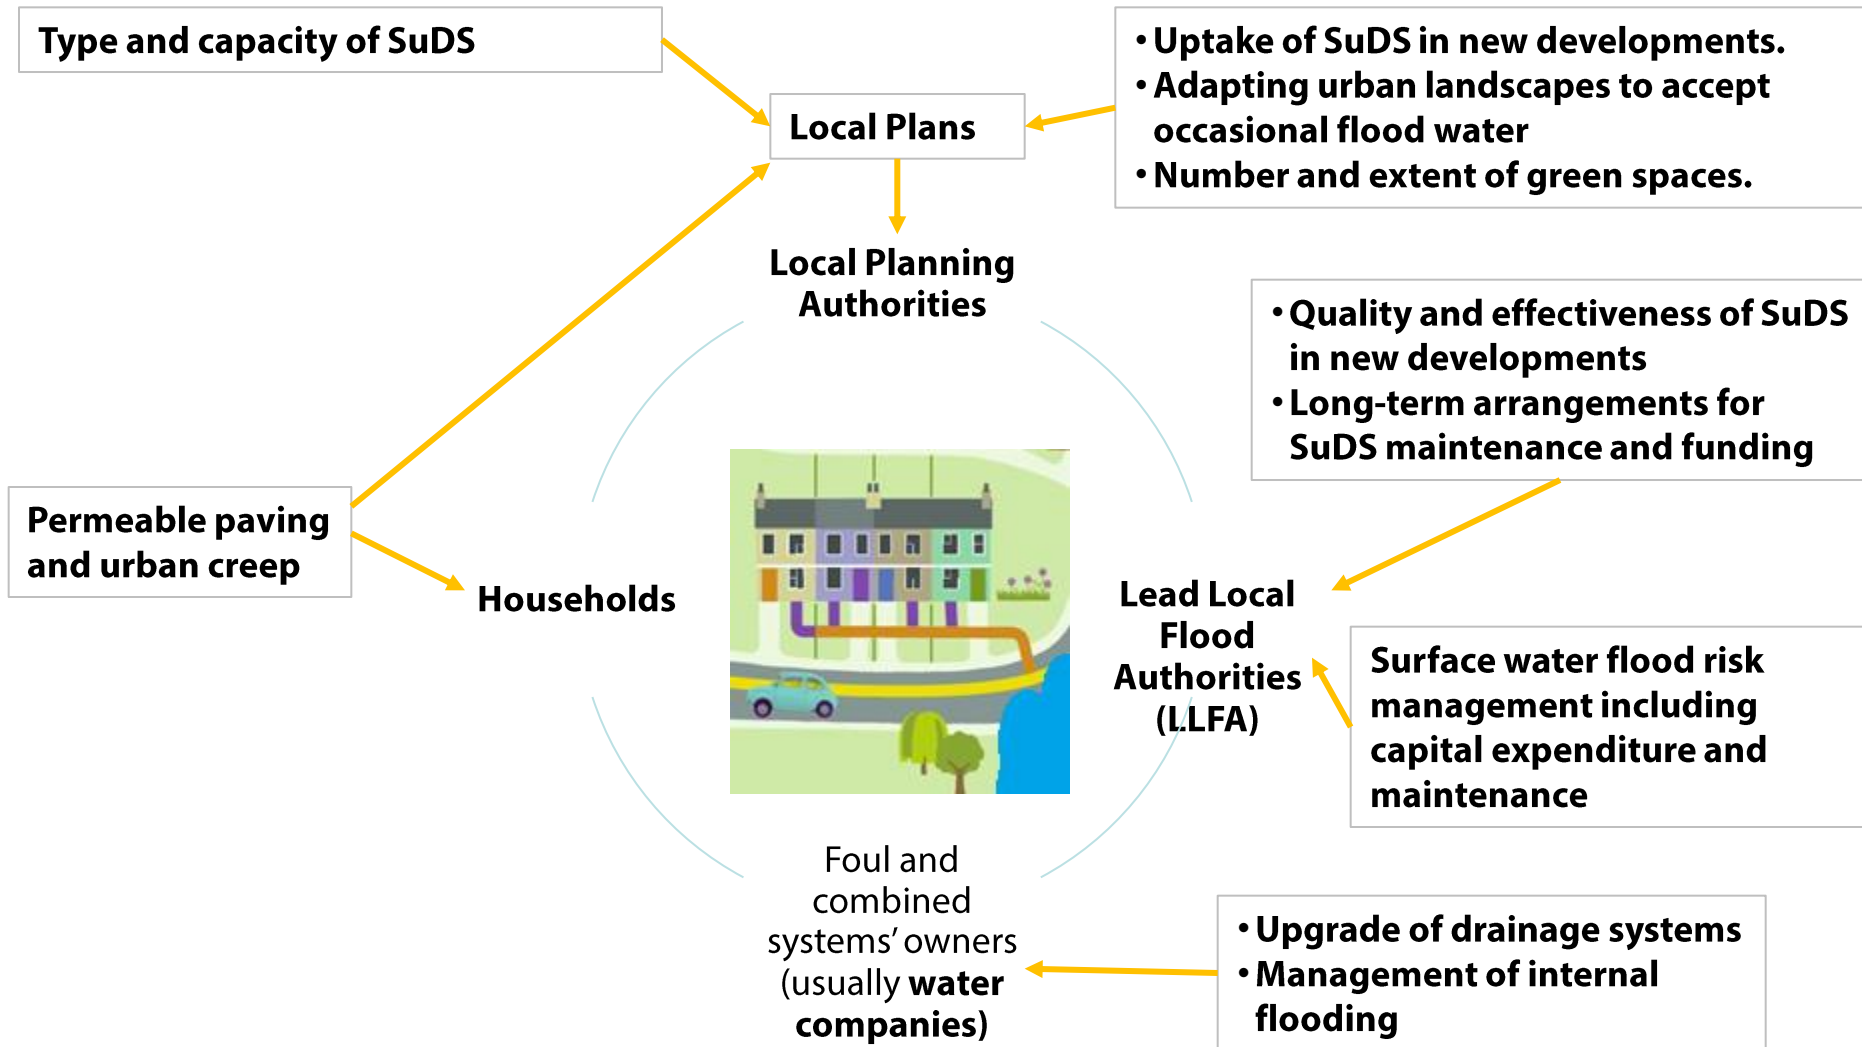 Type and capacity of SuDS
• Uptake of SuDS in new developments.
• Adapting urban landscapes to accept
occasional flood water
• Number and extent of green spaces.
Local Plans
Local Planning
Authorities
• Quality and effectiveness of SuDS
in new developments
• Long-term arrangements for
SuDS maintenance and funding
Permeable paving
and urban creep
Households
Lead Local
Flood
Authorities
(LLFA)
Surface water flood risk
management including
capital expenditure and
maintenance
Foul and
combined
systems’ owners
(usually water
companies)
• Upgrade of drainage systems
• Management of internal
flooding